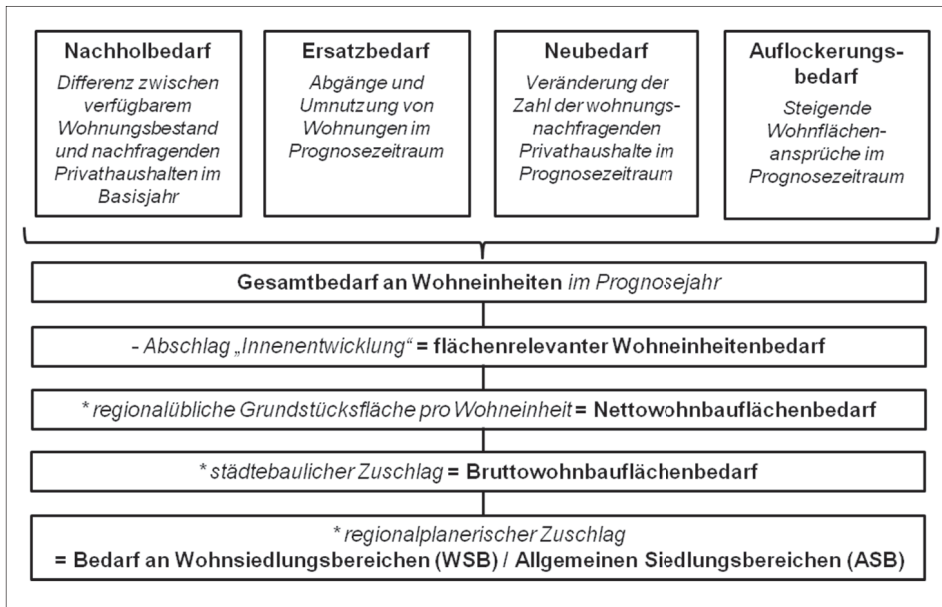 Nachholbedarf
Differenz zwischen
verfügbarem
Wohnungsbestand
und nachfragenden
Privathaushalten im
Basisjahr
Ersatzbedarf
Abgänge und
Umnutzung von
Wohnungen im
Prognosezeitraum
Neubedarf
Veränderung der
Zahl der wohnungs-
nachfragenden
Privathaushalte im
Prognosezeitraum
Auflockerungs-
bedarf
Steigende
Wohnflächen-
ansprüche im
Prognosezeitraum
Gesamtbedarf an Wohneinheiten im Prognosejahr
- Abschlag „Innenentwicklung“ = flächenrelevanter Wohneinheitenbedarf
* regionalübliche Grundstücksfläche pro Wohneinheit = Nettowohnbauflächenbedarf
* städtebaulicher Zuschlag = Bruttowohnbauflächenbedarf
* regionalplanerischer Zuschlag
= Bedarf an Wohnsiedlungsbereichen (WSB) / Allgemeinen Siedlungsbereichen (ASB)